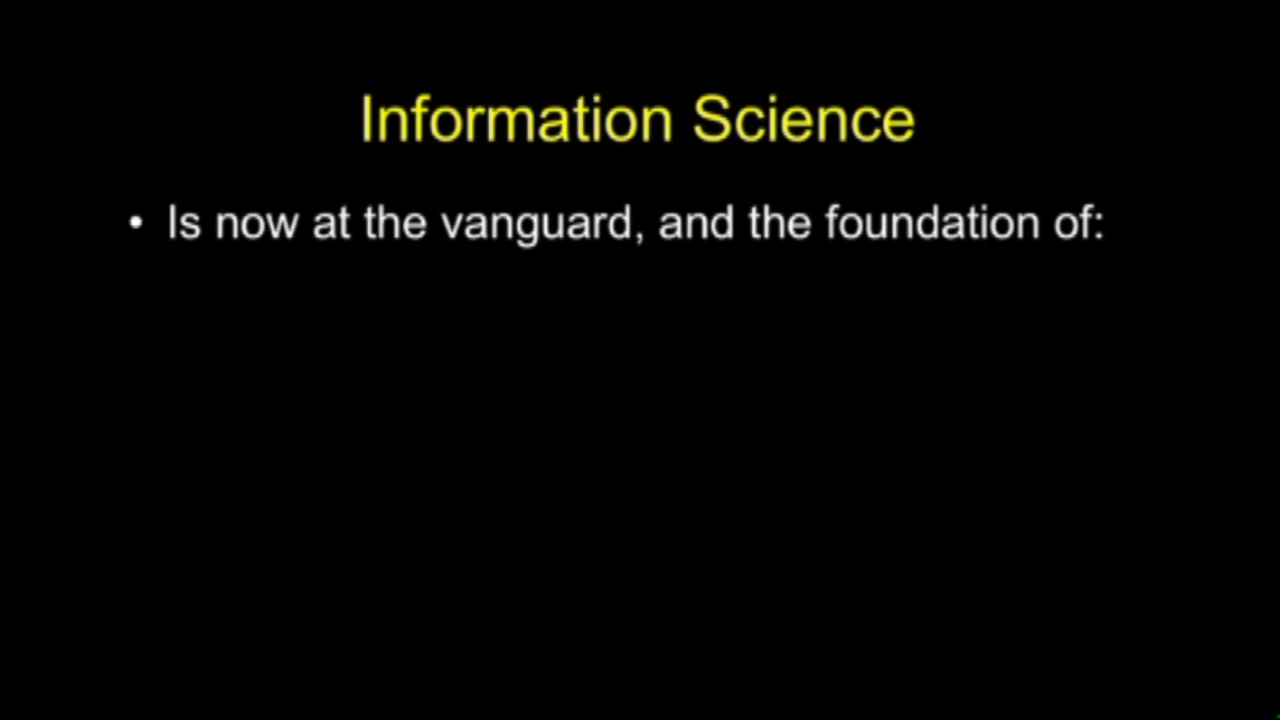 Information Science
• Is now at the vanguard, and the foundation of: